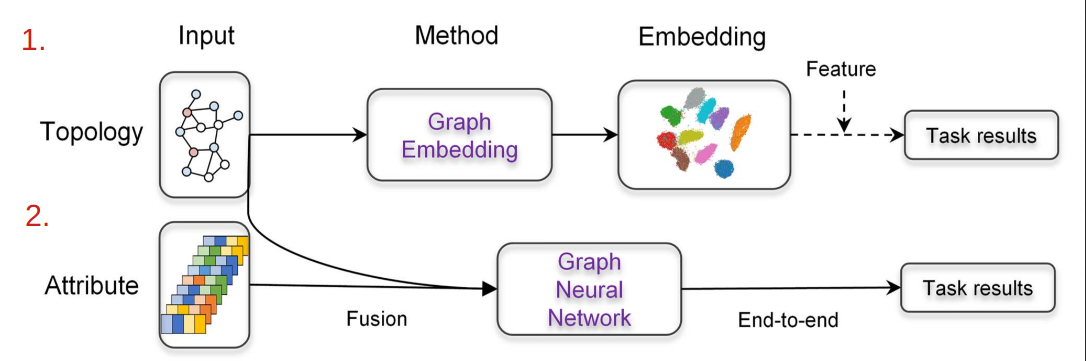 1.
Input
Method
Embedding
Feature
Topology
Graph
Embedding
Task results
2.
Attribute
Fusion
Graph
Neural
Network
End-to-end
Task results